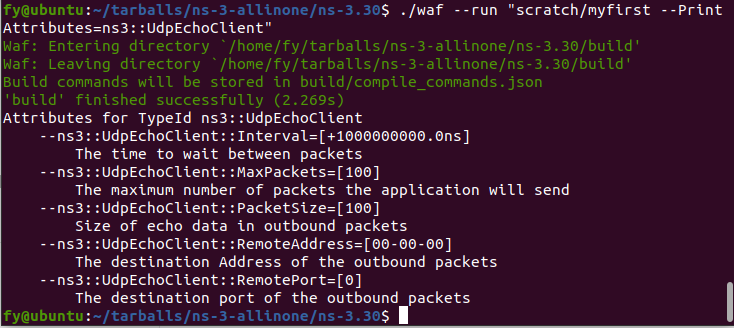 fy@ubuntu:~/tarballs/ns-3-allinone/ns-3.30$ ./waf --run "scratch/myfirst --Print
Attributes=ns3::UdpEchoClient"
Waf: Entering directory `/home/fy/tarballs/ns-3-allinone/ns-3.30/build'
Waf: Leaving directory `/home/fy/tarballs/ns-3-allinone/ns-3.30/build'
Build commands will be stored in build/compile_commands.json
'build' finished successfully (2.269s)
Attributes for TypeId ns3::UdpEchoClient
    --ns3::UdpEchoClient::Interval=[+1000000000.0ns]
        The time to wait between packets
    --ns3::UdpEchoClient::MaxPackets=[100]
        The maximum number of packets the application will send
    --ns3::UdpEchoClient::PacketSize=[100]
        Size of echo data in outbound packets
    --ns3::UdpEchoClient::RemoteAddress=[00-00-00]
        The destination Address of the outbound packets
    --ns3::UdpEchoClient::RemotePort=[0]
        The destination port of the outbound packets
fy@ubuntu:~/tarballs/ns-3-allinone/ns-3.30$